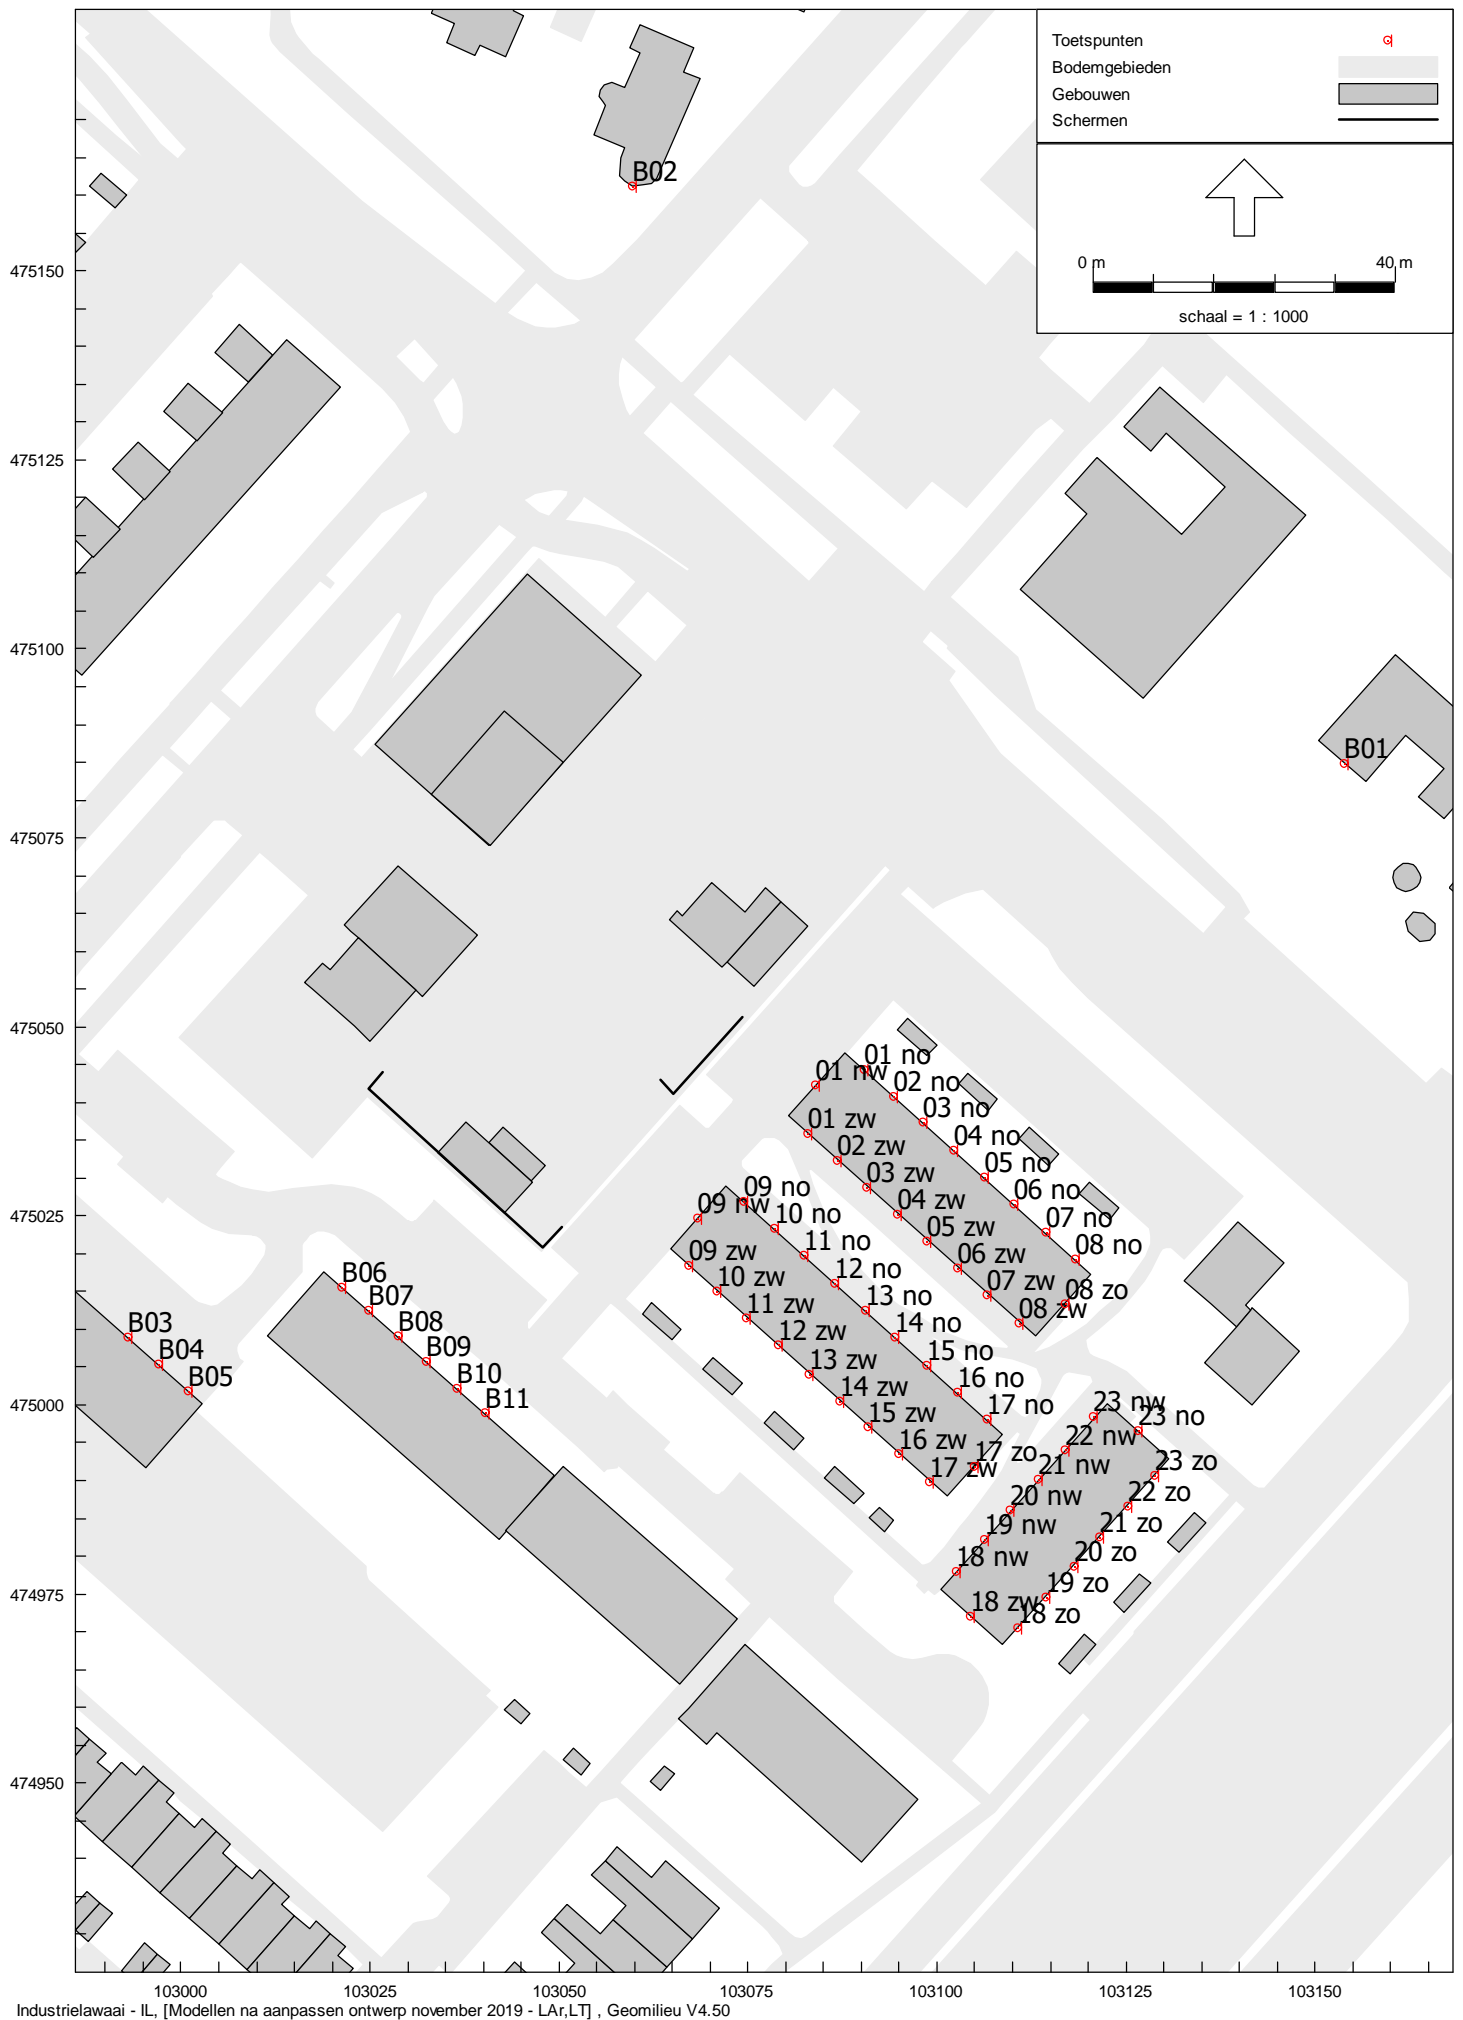 Toetspunten
Bodemgebieden
Gebouwen
Schermen
0 m 40 m
schaal = 1 : 1000
B02
475150
475125
475100
B01
475075
475050
01 no
01 nw
02 no
03 no
01 zw
04 no
02 zw
05 no
03 zw
06 no
09 no
09 nw
04 zw
475025
10 no
07 no
05 zw
11 no
08 no
09 zw
06 zw
12 no
10 zw
B06
07 zw
08 zo
B07
13 no
08 zw
11 zw
B03
B08
14 no
12 zw
B04
B09
15 no
13 zw
B05
B10
16 no
14 zw
475000
B11
17 no
23 nw
23 no
15 zw
22 nw
16 zw
17 zo
23 zo
17 zw
21 nw
22 zo
20 nw
21 zo
19 nw
20 zo
18 nw
474975
19 zo
18 zw
18 zo
474950
103000 103025 103050 103075 103100 103125 103150
Industrielawaai - IL, [Modellen na aanpassen ontwerp november 2019 - LAr,LT] , Geomilieu V4.50